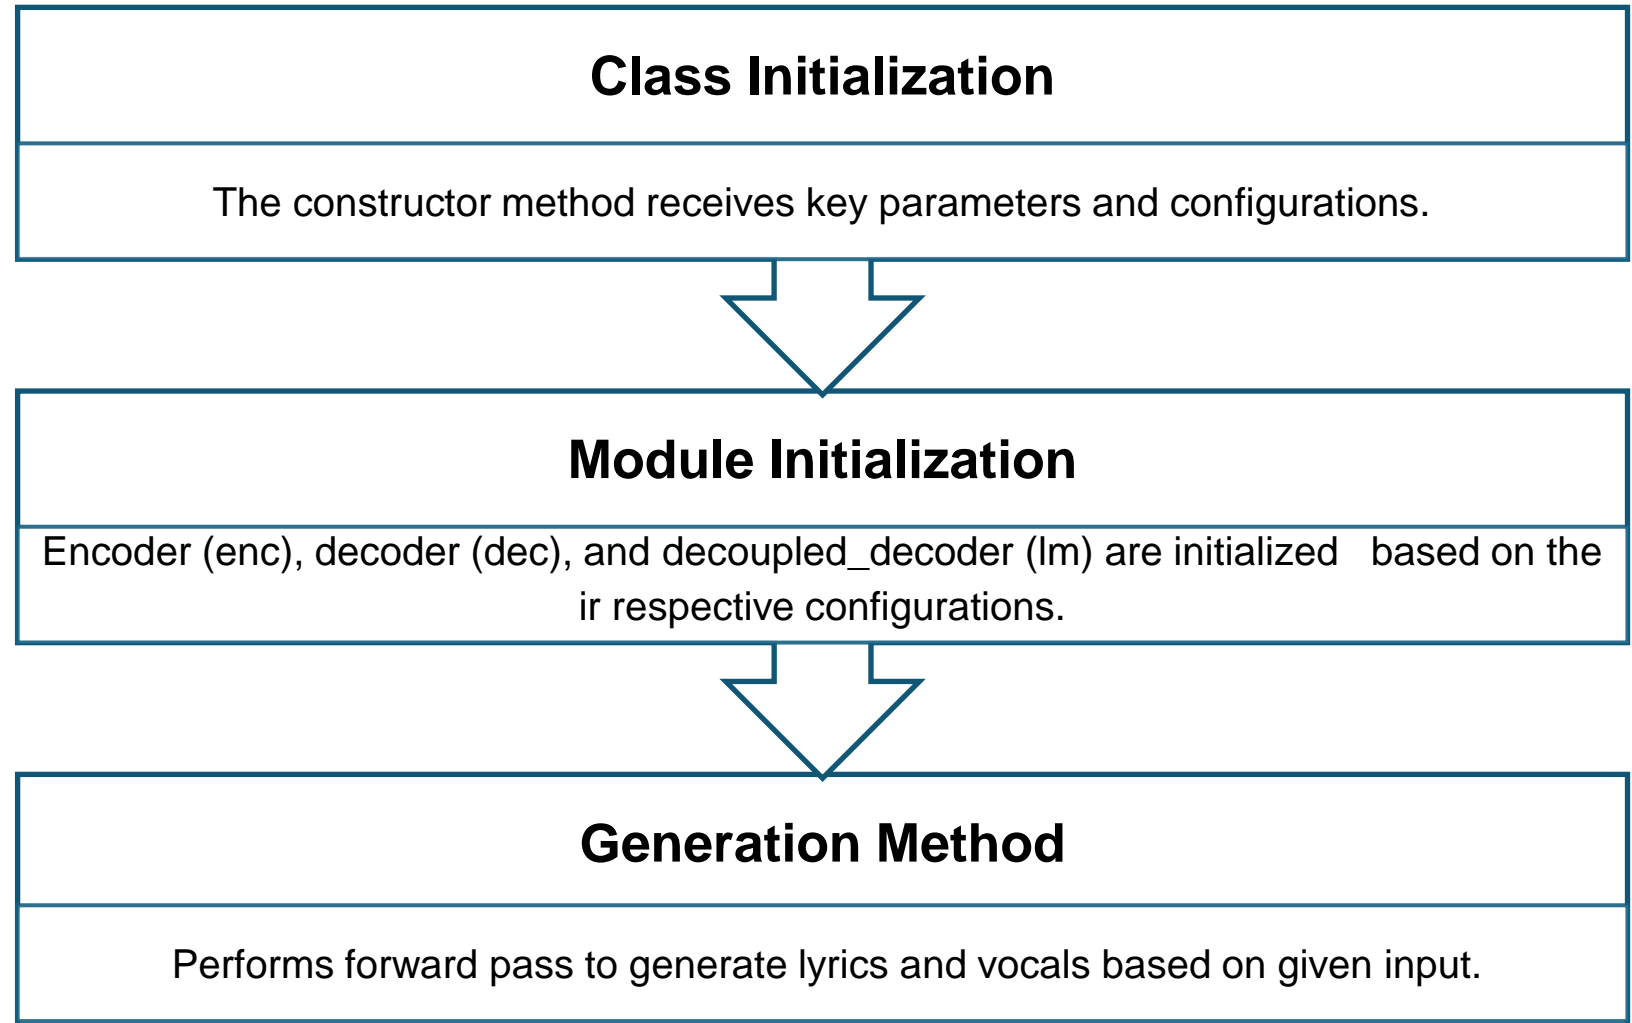 Class Initialization
The constructor method receives key parameters and configurations.
Module Initialization
Encoder (enc), decoder (dec), and decoupled_decoder (lm) are initialized   based on the
ir respective configurations.
Generation Method
Performs forward pass to generate lyrics and vocals based on given input.